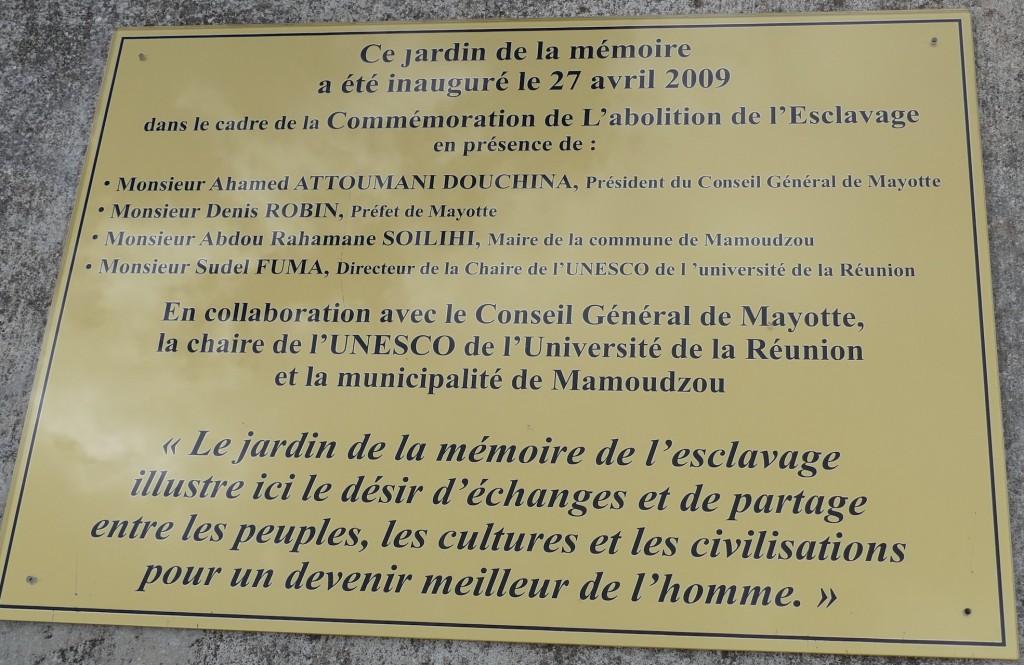 Ce jardin de la mémoire
a été inauguré le 27 avril 2009
dans le cadre de la Commémoration de L'abolition de l'Esclavage
en présence de :
• Monsieur Ahamed ATTOUMANI DOUCHINA, Président du Conseil Général de Mayotte
• Monsieur Denis ROBIN, Préfet de Mayotte
• Monsieur Abdou Rahamane SOILIHI, Maire de la commune de Mamoudzou
• Monsieur Sudel FUMA, Directeur de la Chaire de l'UNESCO de l 'université de la Réunion
En collaboration avec le Conseil Général de Mayotte,
la chaire de l'UNESCO de l'Université de la Réunion
et la municipalité de Mamoudzou
« Le jardin de la mémoire de l'esclavage
illustre ici le désir d'échanges et de partage
entre les peuples, les cultures et les civilisations
pour un devenir meilleur de l'homme. »